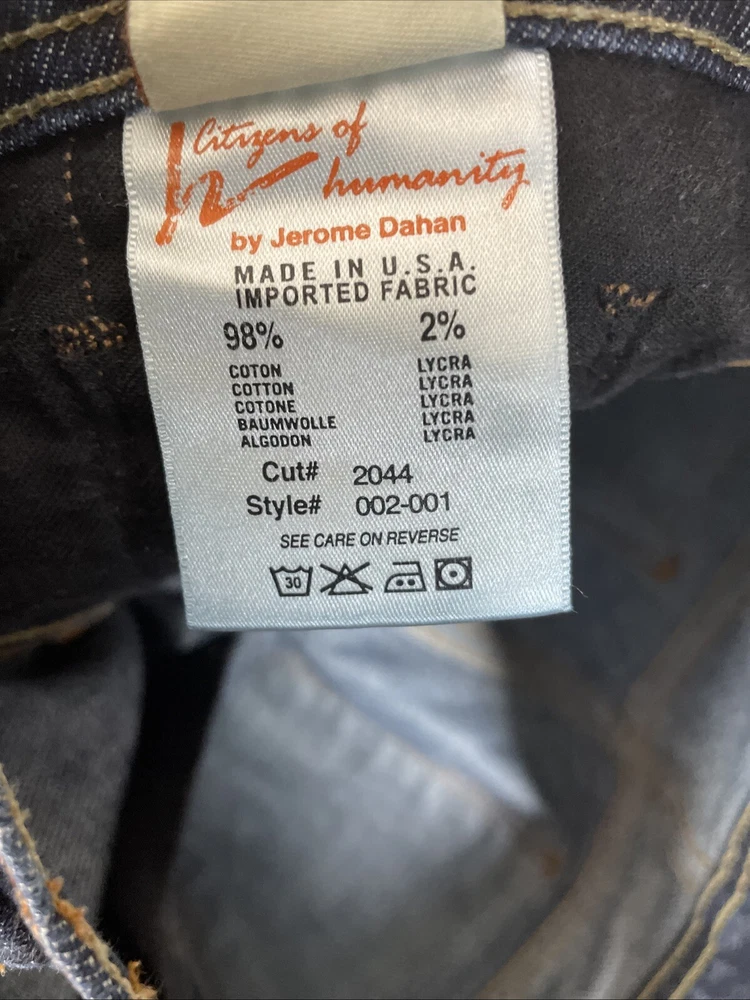 Citizens of
humanity
by Jerome Dahan
MADE IN U.S.A.
IMPORTED FABRIC
98% 2%
COTON LYCRA
COTTON LYCRA
COTONE LYCRA
BAUMWOLLE LYCRA
ALGODON LYCRA
Cut# 2044
Style# 002-001
SEE CARE ON REVERSE
30